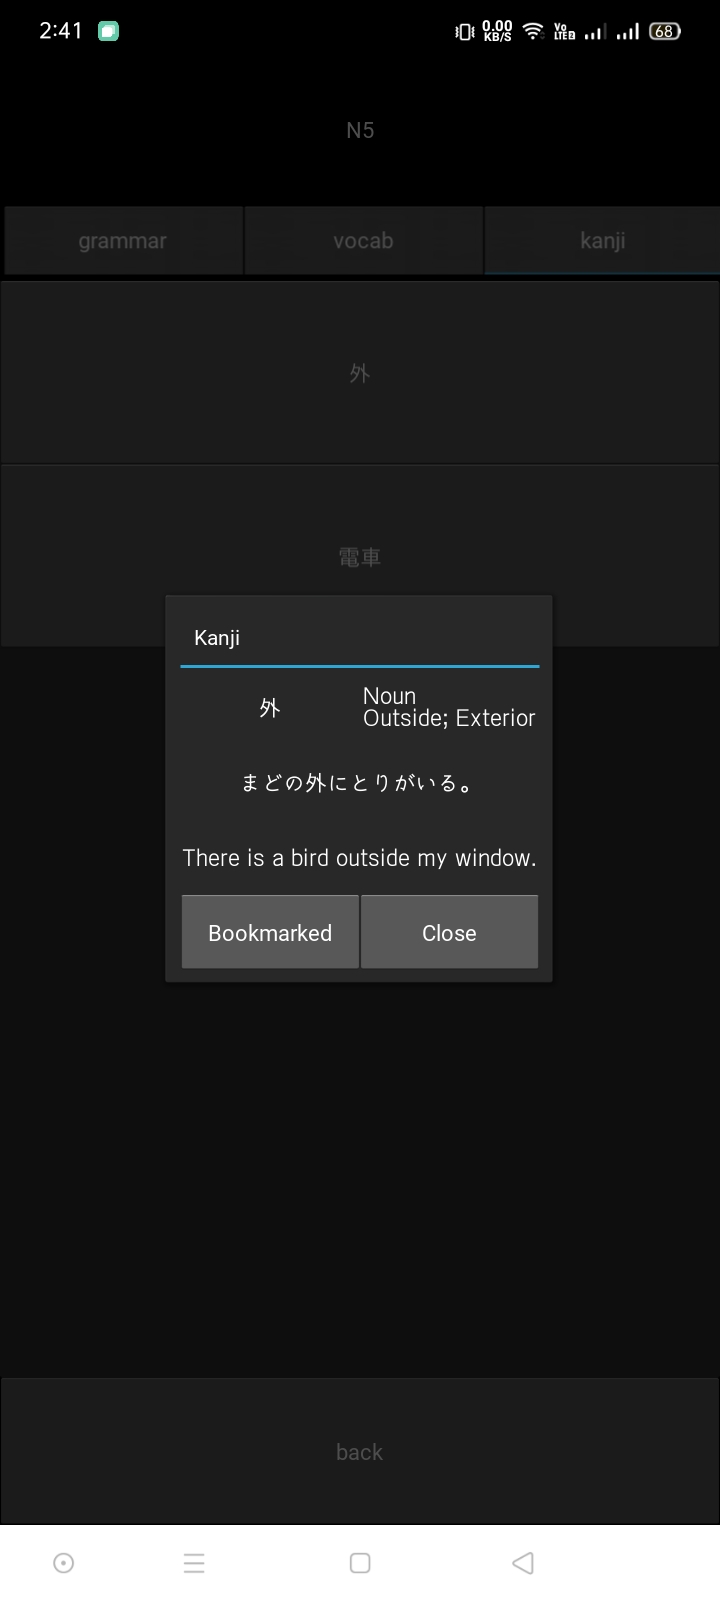 2:41 0.00 KB/S Vo LTE2 68
N5
grammar vocab kanji
外
電車
Kanji
外 Noun
Outside; Exterior
まどの外にとりがいる。
There is a bird outside my window.
Bookmarked Close
back